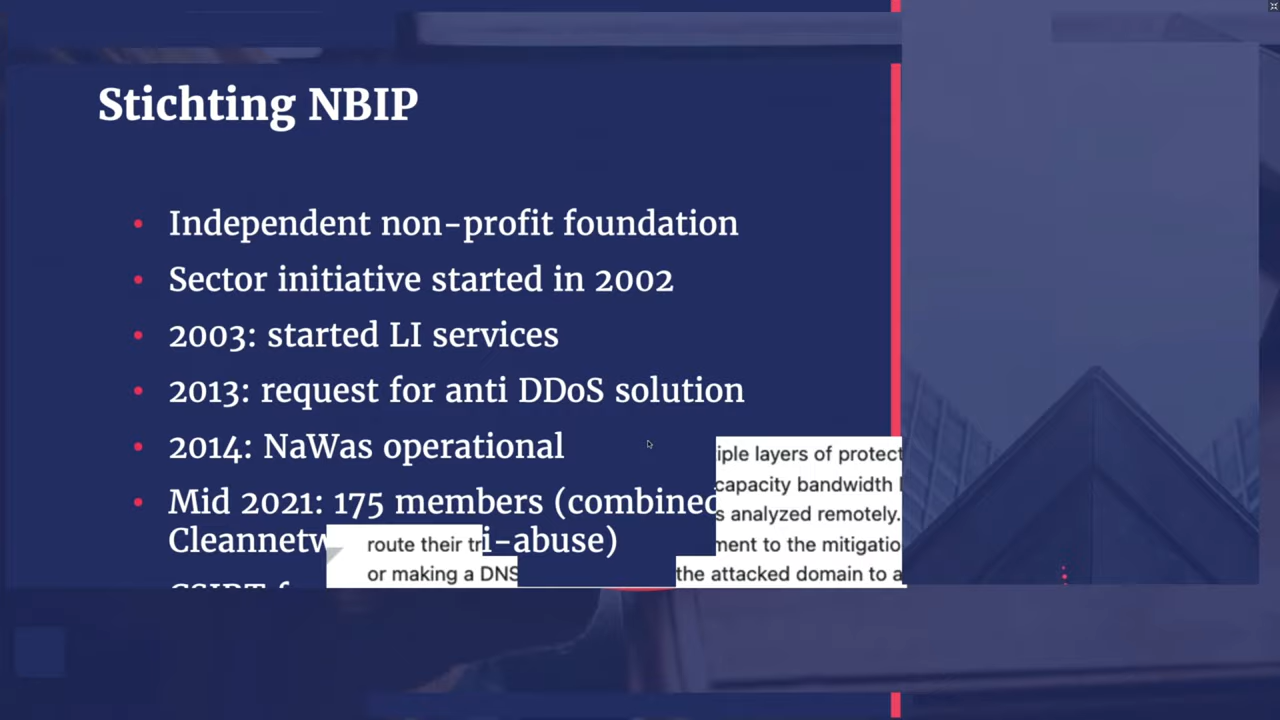 Stichting NBIP
• Independent non-profit foundation
• Sector initiative started in 2002
• 2003: started LI services
• 2013: request for anti DDoS solution
• 2014: NaWas operational
iple layers of protect
capacity bandwidth
• Mid 2021: 175 members (combined
s analyzed remotely.
Cleannetw i-abuse)
route their tr
ment to the mitigatio
or making a DNS
the attacked domain to a